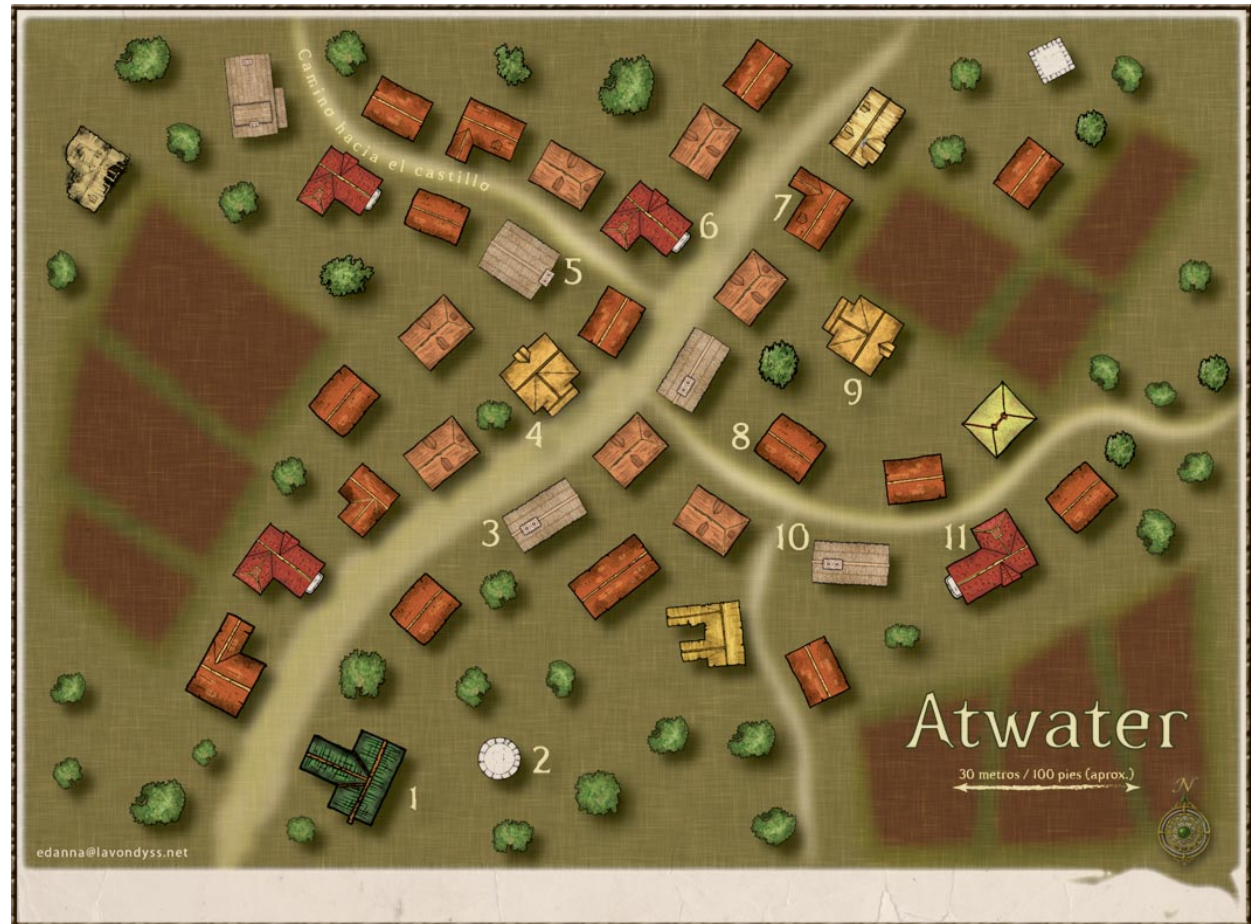 Camino hacia el castillo
6
7
5
9
4
8
3
10
11
Atwater
30 metros / 100 pies (aprox.)
2
N
1
edanna@lavondyss.net